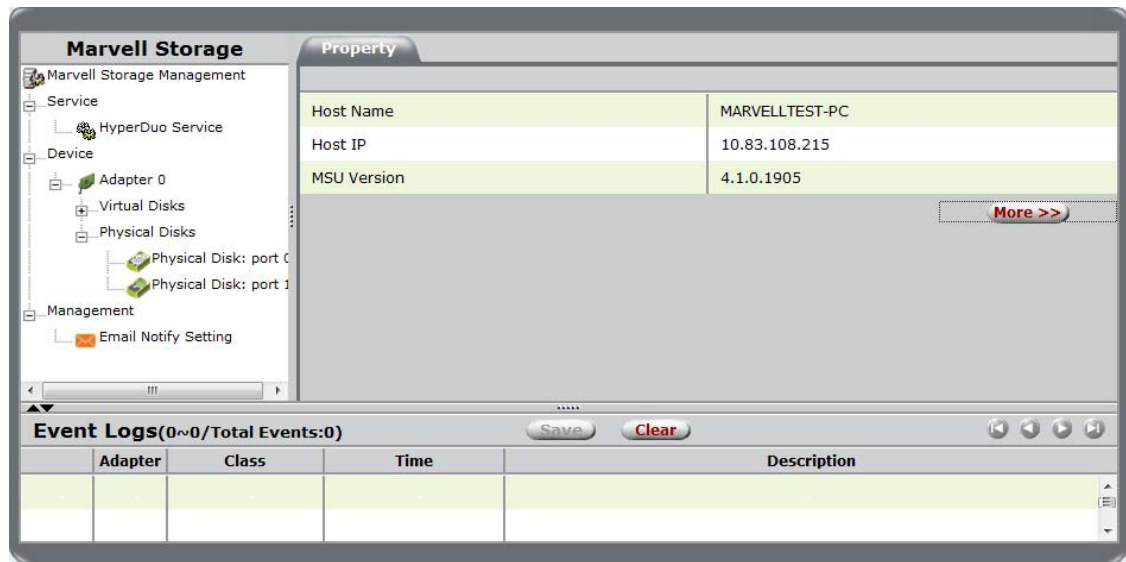 Marvell Storage
Marvell Storage Management
Service
HyperDuo Service
Device
Adapter 0
Virtual Disks
Physical Disks
Physical Disk: port 0
Physical Disk: port 1
Management
Email Notify Setting
Property
Host Name MARVELLTEST-PC
Host IP 10.83.108.215
MSU Version 4.1.0.1905
More >>
Event Logs(0~0/Total Events:0) Save Clear
Adapter Class Time Description